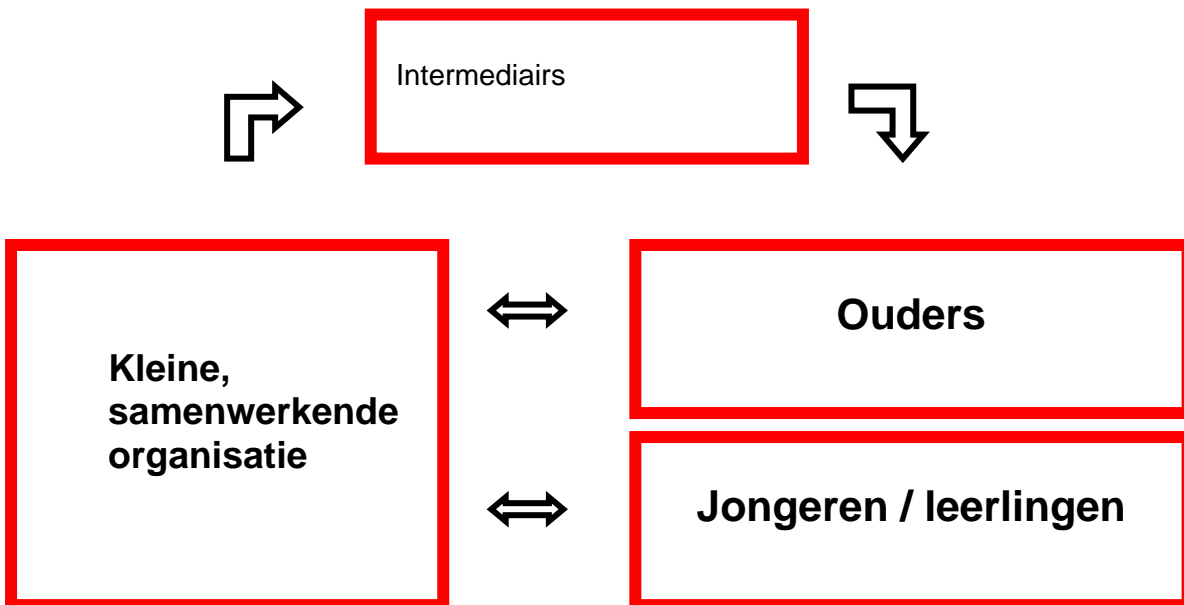 Intermediairs
Ouders
Kleine,
samenwerkende
organisatie
Jongeren / leerlingen